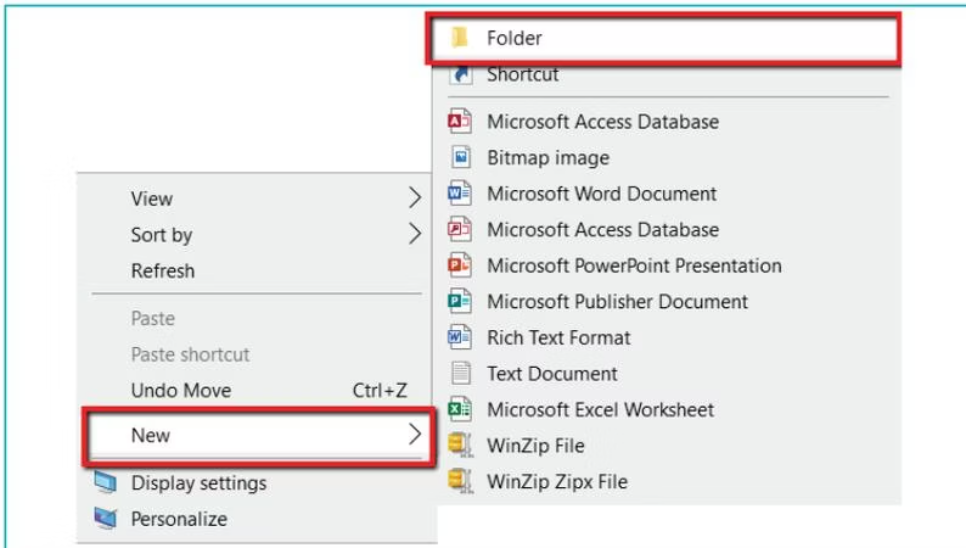 Folder
Shortcut
Microsoft Access Database
Bitmap image
Microsoft Word Document
Microsoft Access Database
Microsoft PowerPoint Presentation
Microsoft Publisher Document
Rich Text Format
Text Document
Microsoft Excel Worksheet
WinZip File
WinZip Zipx File
View
Sort by
Refresh
Paste
Paste shortcut
Undo Move Ctrl+Z
New
Display settings
Personalize